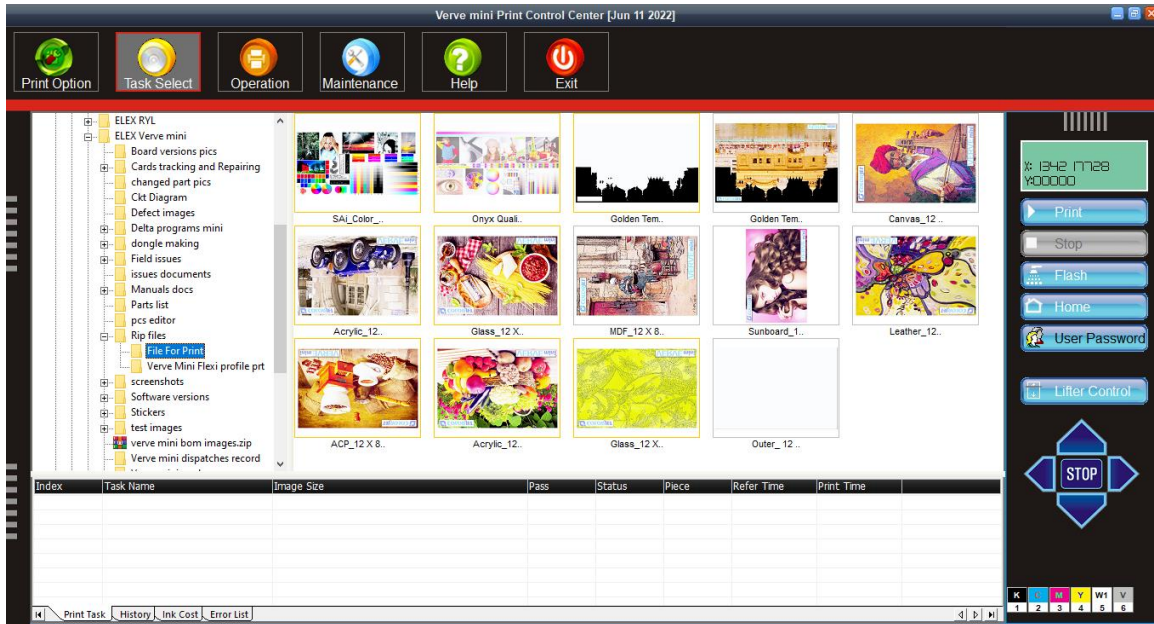 Verve mini Print Control Center [Jun 11 2022]
Print Option
Task Select
Operation
Maintenance
Help
Exit
ELEX RYL
ELEX Verve mini
Board versions pics
Cards tracking and Repairing
changed part pics
Ckt Diagram
Defect images
Delta programs mini
dongle making
Field issues
issues documents
Manuals docs
Parts list
pcs editor
Rip files
File For Print
Verve Mini Flexi profile prt
screenshots
Software versions
Stickers
test images
verve mini bom images.zip
Verve mini dispatches record
SAi_Color_..
Onyx Quali..
Golden Tem..
Golden Tem..
Canvas_12 ..
Acrylic_12..
Glass_12 X..
MDF_12 X 8..
Sunboard_1..
Leather_12..
ACP_12 X 8..
Acrylic_12..
Glass_12 X..
Outer_ 12 ..
X: 1342 17728
Y:00000
Print
Stop
Flash
Home
User Password
Lifter Control
STOP
Index Task Name Image Size Pass Status Piece Refer Time Print Time
Print Task History Ink Cost Error List
K C M Y W1 V
1 2 3 4 5 6